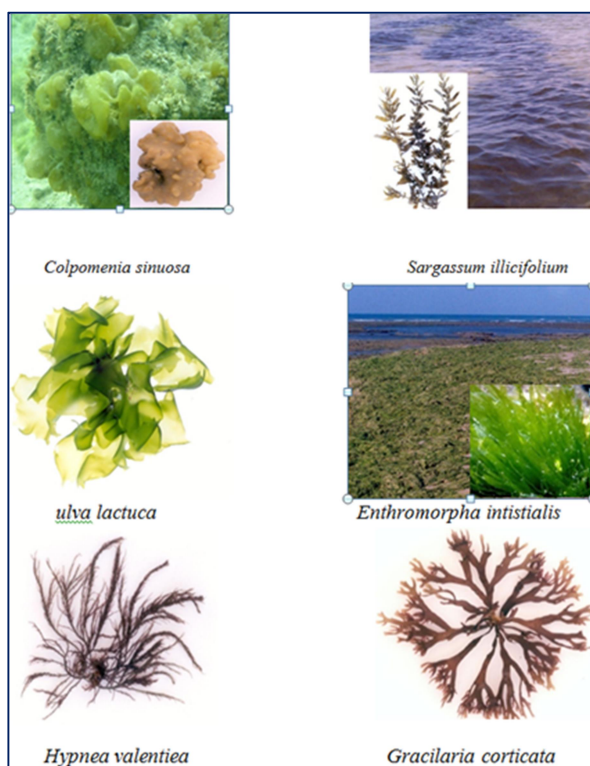 Colpomenia sinuosa
Sargassum illicifolium
ulva lactuca
Enthromorpha intistialis
Hypnea valentiea
Gracilaria corticata